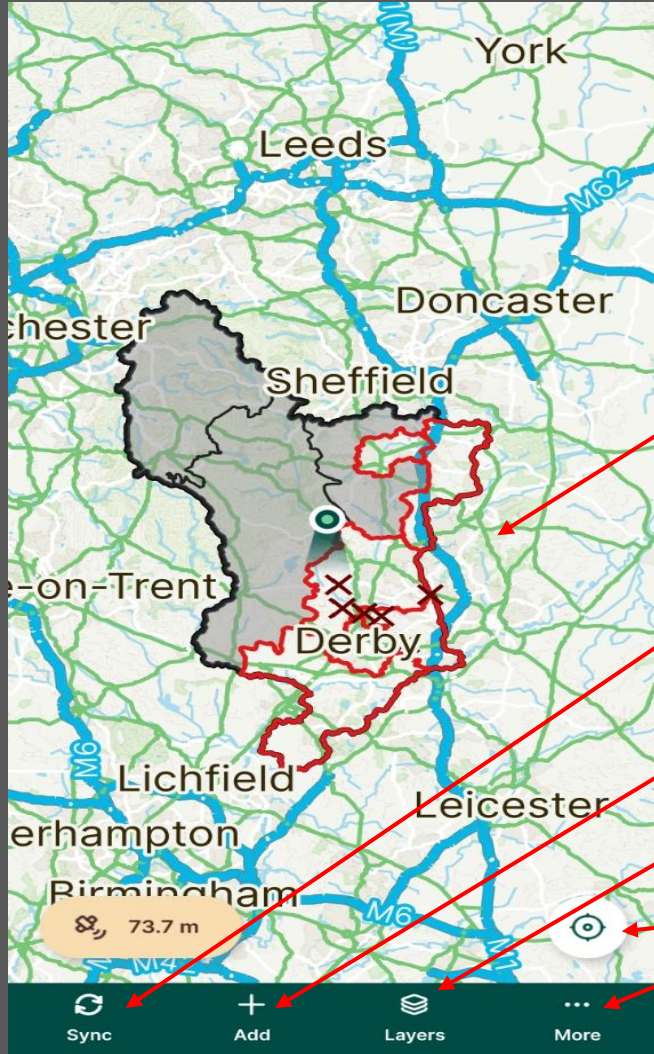 York
Leeds
M62
Doncaster
chester
Sheffield
e-on-Trent
Derby
M6
Lichfield
Leicester
erhampton
Birmingham
M6
M1
M42
73.7 m
Sync
Add
Layers
More